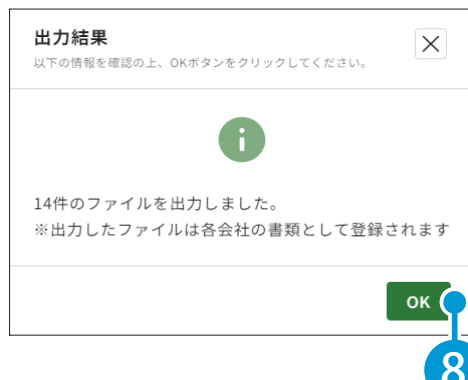 出力結果
以下の情報を確認の上、OKボタンをクリックしてください。
14件のファイルを出力しました。
※出力したファイルは各会社の書類として登録されます
OK
8